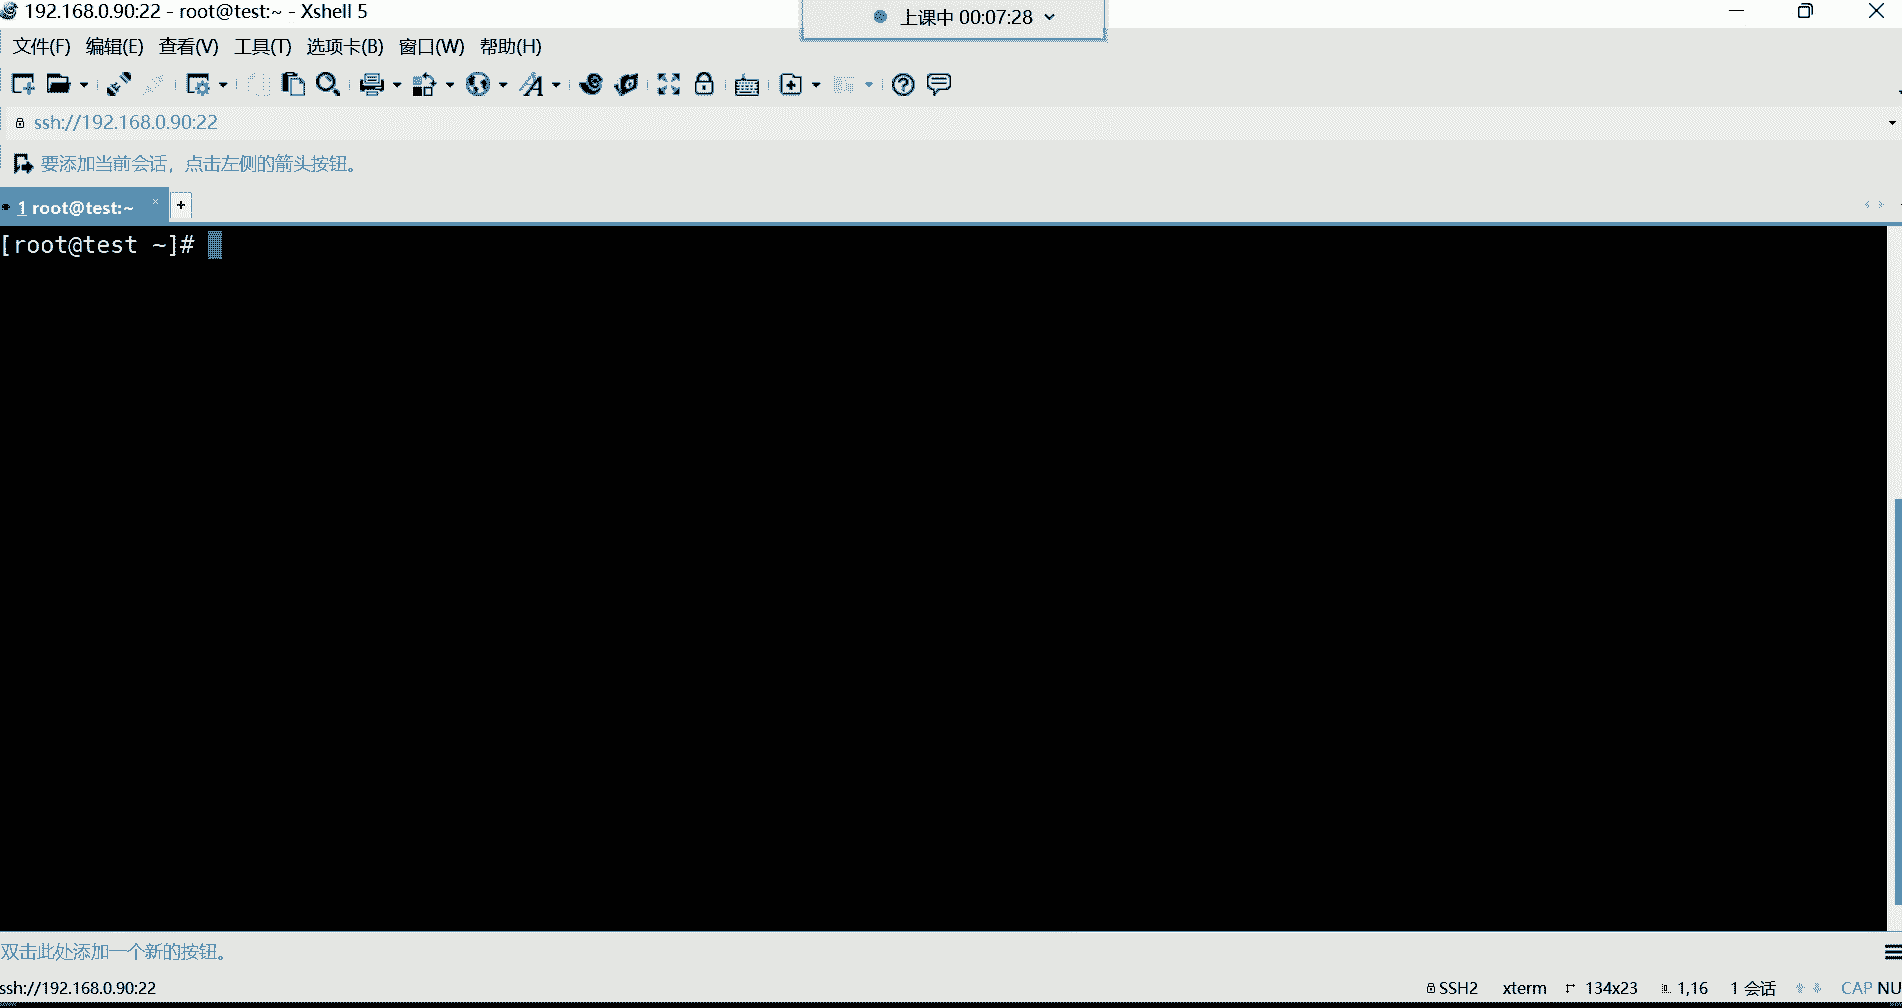 192.168.0.90:22 - root@test:~ - Xshell 5
上课中 00:07:28
文件(F) 编辑(E) 查看(V) 工具(T) 选项卡(B) 窗口(W) 帮助(H)
ssh://192.168.0.90:22
要添加当前会话，点击左侧的箭头按钮。
1 root@test:~ × +
[root@test ~]#
双击此处添加一个新的按钮。
ssh://192.168.0.90:22 SSH2 xterm 134x23 1,16 1 会话 CAP NU